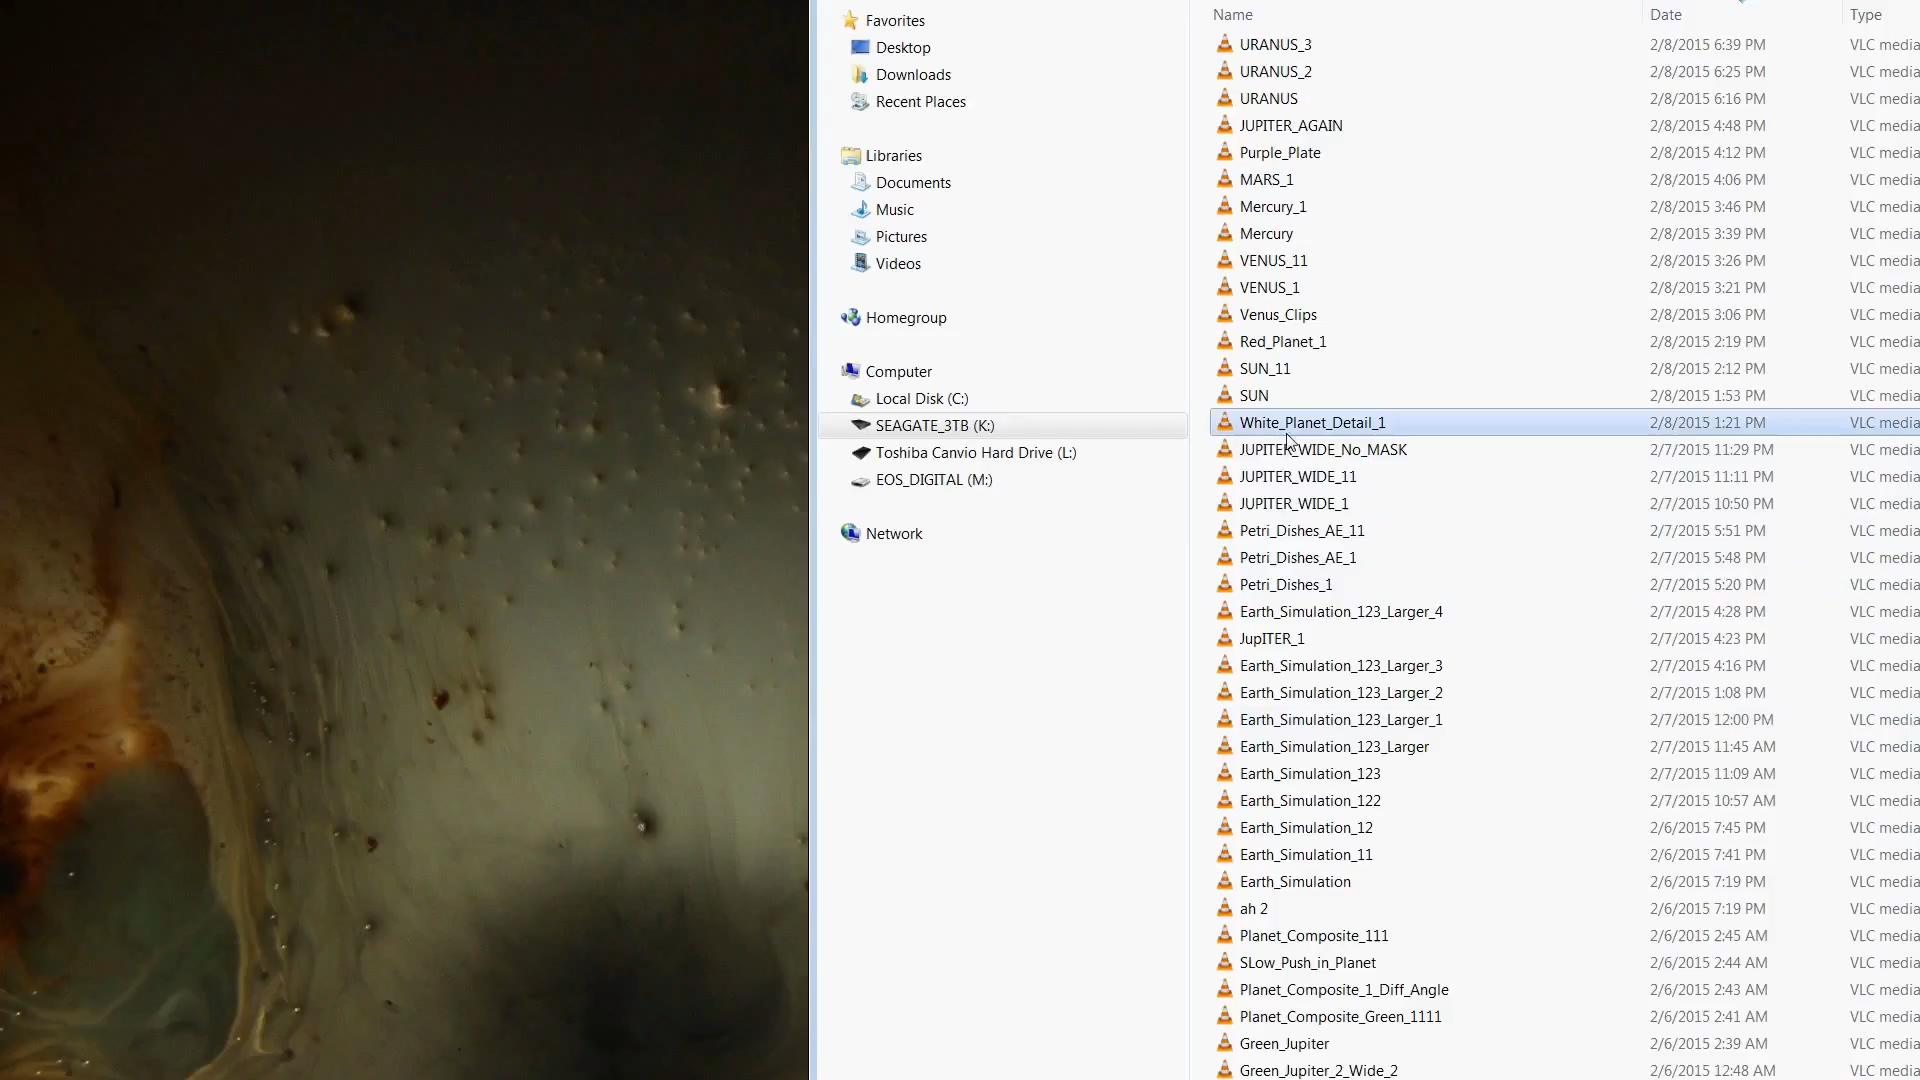 Favorites
Desktop
Downloads
Recent Places
Libraries
Documents
Music
Pictures
Videos
Homegroup
Computer
Local Disk (C:)
SEAGATE_3TB (K:)
Toshiba Canvio Hard Drive (L:)
EOS_DIGITAL (M:)
Network
Name Date Type
URANUS_3 2/8/2015 6:39 PM VLC media
URANUS_2 2/8/2015 6:25 PM VLC media
URANUS 2/8/2015 6:16 PM VLC media
JUPITER_AGAIN 2/8/2015 4:48 PM VLC media
Purple_Plate 2/8/2015 4:12 PM VLC media
MARS_1 2/8/2015 4:06 PM VLC media
Mercury_1 2/8/2015 3:46 PM VLC media
Mercury 2/8/2015 3:39 PM VLC media
VENUS_11 2/8/2015 3:26 PM VLC media
VENUS_1 2/8/2015 3:21 PM VLC media
Venus_Clips 2/8/2015 3:06 PM VLC media
Red_Planet_1 2/8/2015 2:19 PM VLC media
SUN_11 2/8/2015 2:12 PM VLC media
SUN 2/8/2015 1:53 PM VLC media
White_Planet_Detail_1 2/8/2015 1:21 PM VLC media
JUPITER_WIDE_No_MASK 2/7/2015 11:29 PM VLC media
JUPITER_WIDE_11 2/7/2015 11:11 PM VLC media
JUPITER_WIDE_1 2/7/2015 10:50 PM VLC media
Petri_Dishes_AE_11 2/7/2015 5:51 PM VLC media
Petri_Dishes_AE_1 2/7/2015 5:48 PM VLC media
Petri_Dishes_1 2/7/2015 5:20 PM VLC media
Earth_Simulation_123_Larger_4 2/7/2015 4:28 PM VLC media
JupITER_1 2/7/2015 4:23 PM VLC media
Earth_Simulation_123_Larger_3 2/7/2015 4:16 PM VLC media
Earth_Simulation_123_Larger_2 2/7/2015 1:08 PM VLC media
Earth_Simulation_123_Larger_1 2/7/2015 12:00 PM VLC media
Earth_Simulation_123_Larger 2/7/2015 11:45 AM VLC media
Earth_Simulation_123 2/7/2015 11:09 AM VLC media
Earth_Simulation_122 2/7/2015 10:57 AM VLC media
Earth_Simulation_12 2/6/2015 7:45 PM VLC media
Earth_Simulation_11 2/6/2015 7:41 PM VLC media
Earth_Simulation 2/6/2015 7:19 PM VLC media
ah 2 2/6/2015 7:19 PM VLC media
Planet_Composite_111 2/6/2015 2:45 AM VLC media
SLow_Push_in_Planet 2/6/2015 2:44 AM VLC media
Planet_Composite_1_Diff_Angle 2/6/2015 2:43 AM VLC media
Planet_Composite_Green_1111 2/6/2015 2:41 AM VLC media
Green_Jupiter 2/6/2015 2:39 AM VLC media
Green_Jupiter_2_Wide_2 2/6/2015 12:48 AM VLC media